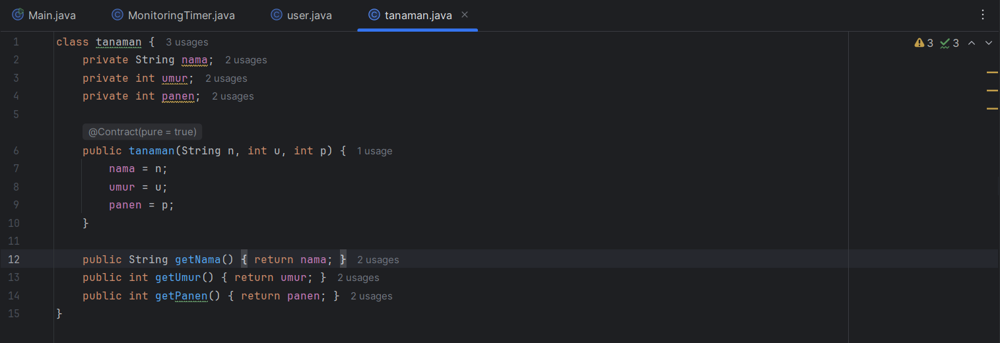 Main.java MonitoringTimer.java user.java tanaman.java
3 3
1 class tanaman { 3 usages
2 private String nama; 2 usages
3 private int umur; 2 usages
4 private int panen; 2 usages
5
@Contract(pure = true)
6 public tanaman(String n, int u, int p) { 1 usage
7 nama = n;
8 umur = u;
9 panen = p;
10 }
11
12 public String getNama() { return nama; } 2 usages
13 public int getUmur() { return umur; } 2 usages
14 public int getPanen() { return panen; } 2 usages
15 }